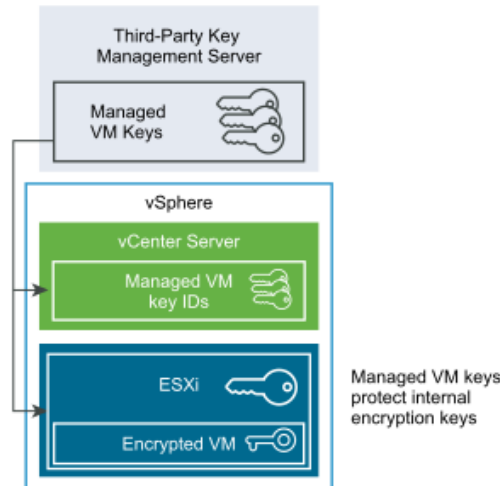 Third-Party Key
Management Server
Managed
VM Keys
vSphere
vCenter Server
Managed VM
key IDs
ESXi
Encrypted VM
Managed VM keys
protect internal
encryption keys